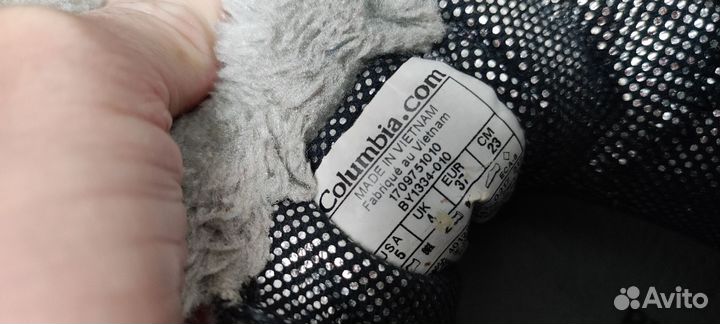 Columbia.com
MADE IN VIETNAM
Fabriqué au Vietnam
1709751010
BY1334-010
USA UK EUR CM
5 4 37 23
Avito